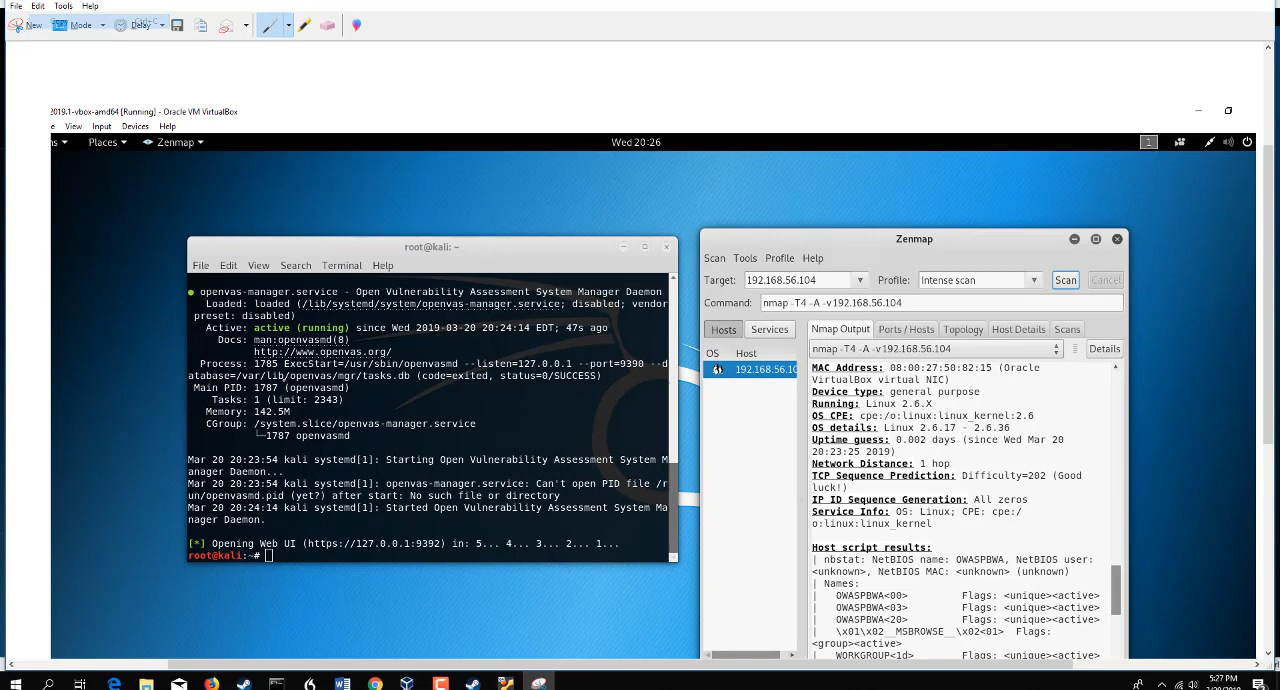 File Edit Tools Help
New Mode Delay
2019.1-vbox-amd64 [Running] - Oracle VM VirtualBox
e View Input Devices Help
ns Places Zenmap Wed 20:26 1
root@kali: ~
File Edit View Search Terminal Help
● openvas-manager.service - Open Vulnerability Assessment System Manager Daemon
Loaded: loaded (/lib/systemd/system/openvas-manager.service; disabled; vendor
preset: disabled)
Active: active (running) since Wed 2019-03-20 20:24:14 EDT; 47s ago
Docs: man:openvasmd(8)
http://www.openvas.org/
Process: 1785 ExecStart=/usr/sbin/openvasmd --listen=127.0.0.1 --port=9390 --d
atabase=/var/lib/openvas/mgr/tasks.db (code=exited, status=0/SUCCESS)
Main PID: 1787 (openvasmd)
Tasks: 1 (limit: 2343)
Memory: 142.5M
CGroup: /system.slice/openvas-manager.service
└─1787 openvasmd
Mar 20 20:23:54 kali systemd[1]: Starting Open Vulnerability Assessment System M
anager Daemon...
Mar 20 20:23:54 kali systemd[1]: openvas-manager.service: Can't open PID file /r
un/openvasmd.pid (yet?) after start: No such file or directory
Mar 20 20:24:14 kali systemd[1]: Started Open Vulnerability Assessment System Ma
nager Daemon.
[*] Opening Web UI (https://127.0.0.1:9392) in: 5... 4... 3... 2... 1...
root@kali:~#
Zenmap
Scan Tools Profile Help
Target: 192.168.56.104 Profile: Intense scan Scan Cancel
Command: nmap -T4 -A -v 192.168.56.104
Hosts Services Nmap Output Ports / Hosts Topology Host Details Scans
OS Host nmap -T4 -A -v 192.168.56.104 Details
192.168.56.10
MAC Address: 08:00:27:50:82:15 (Oracle
VirtualBox virtual NIC)
Device type: general purpose
Running: Linux 2.6.X
OS CPE: cpe:/o:linux:linux_kernel:2.6
OS details: Linux 2.6.17 - 2.6.36
Uptime guess: 0.002 days (since Wed Mar 20
20:23:25 2019)
Network Distance: 1 hop
TCP Sequence Prediction: Difficulty=202 (Good
luck!)
IP ID Sequence Generation: All zeros
Service Info: OS: Linux; CPE: cpe:/
o:linux:linux_kernel
Host script results:
| nbstat: NetBIOS name: OWASPBWA, NetBIOS user:
<unknown>, NetBIOS MAC: <unknown> (unknown)
| Names:
| OWASPBWA<00> Flags: <unique><active>
| OWASPBWA<03> Flags: <unique><active>
| OWASPBWA<20> Flags: <unique><active>
| \x01\x02__MSBROWSE__\x02<01> Flags:
<group><active>
| WORKGROUP<1d> Flags: <unique><active>
5:27 PM